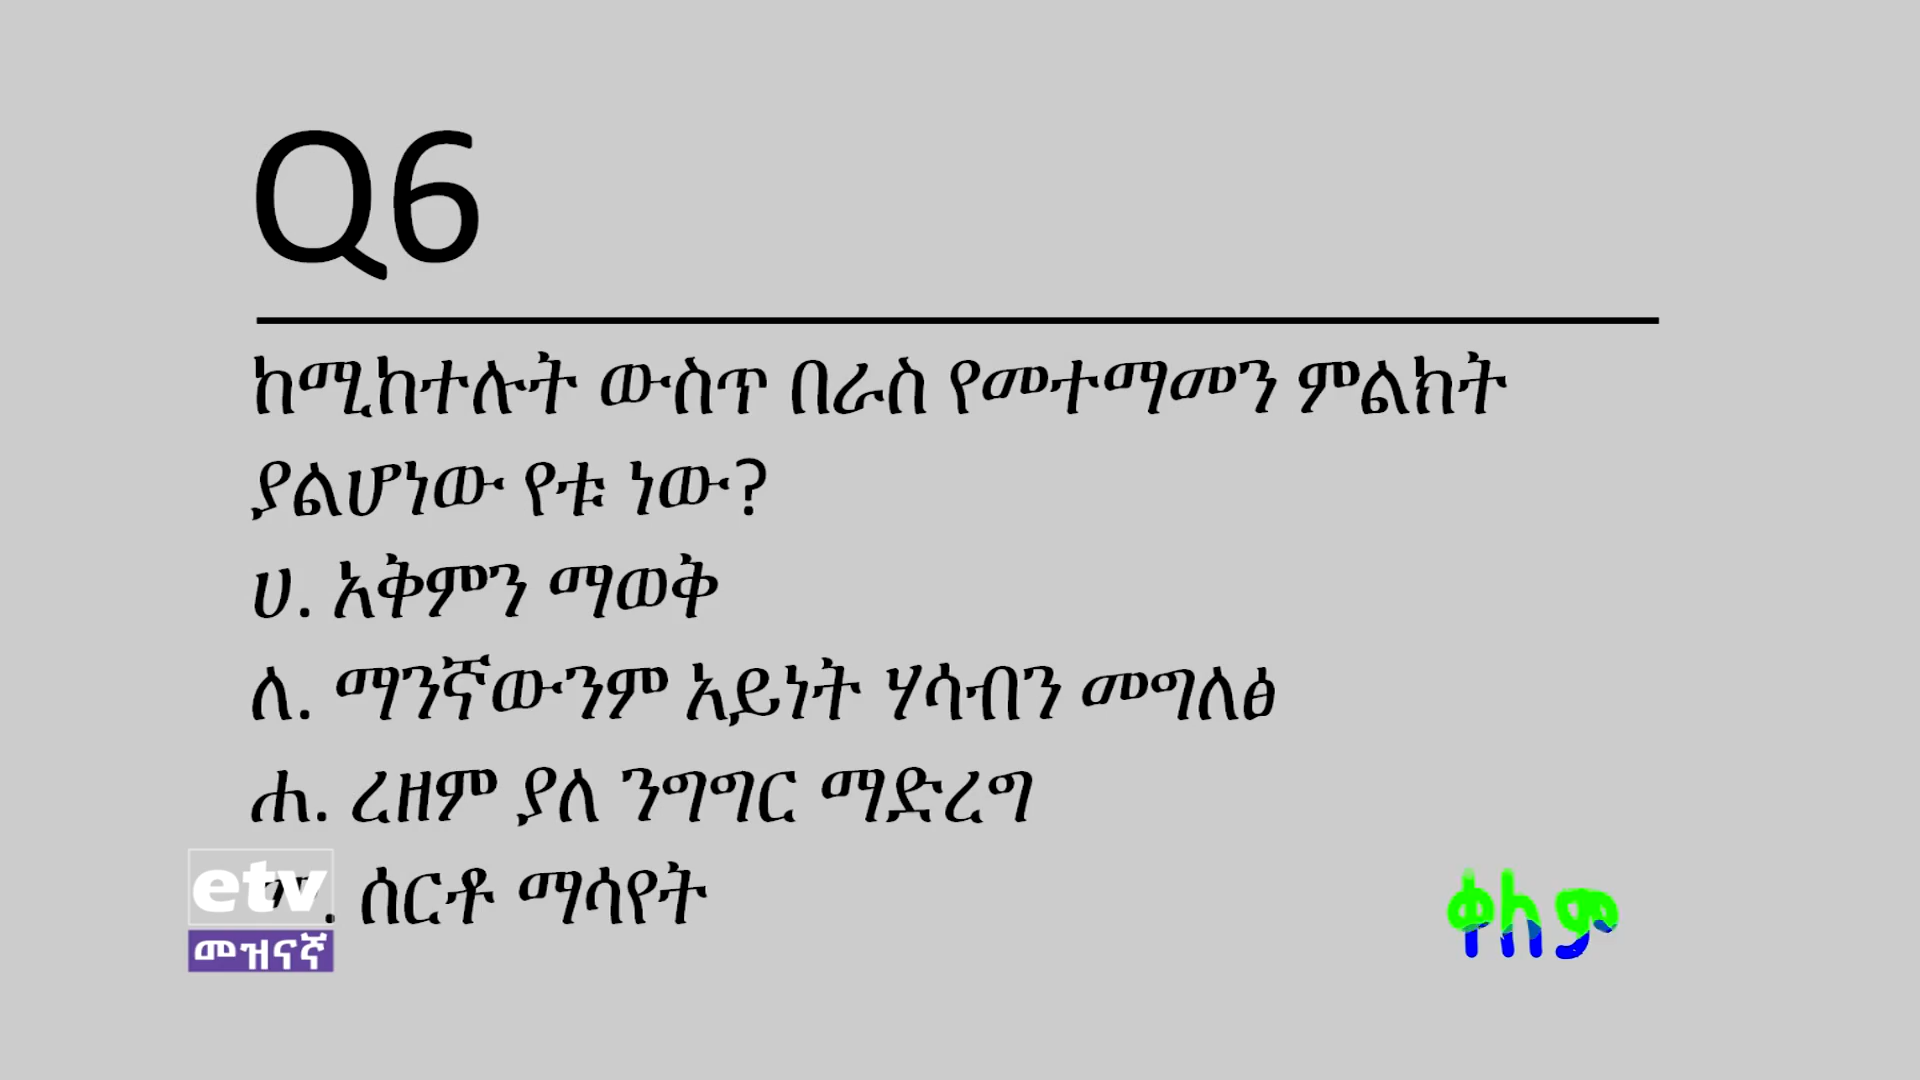 Q6
ከሚከተሉት ውስጥ በራስ የመተማመን ምልክት
ያልሆነው የቱ ነው?
ሀ. አቅምን ማወቅ
ለ. ማንኛውንም አይነት ሃሳብን መግለፅ
ሐ. ረዘም ያለ ንግግር ማድረግ
ሰርቶ ማሳየት
etv
መዝናኛ
ቀለም